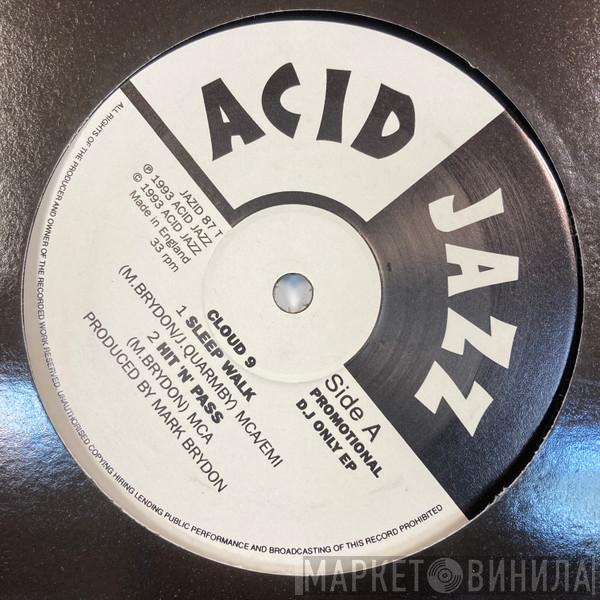 ACID
JAZZ
JAZID 87 T
℗ 1993 ACID JAZZ
© 1993 ACID JAZZ
Made in England
33 rpm
Side A
PROMOTIONAL
D.J ONLY EP
CLOUD 9
1 SLEEP WALK
(M.BRYDON/J.QUARMBY) MCA/EMI
2 HIT 'N' PASS
(M.BRYDON) MCA
PRODUCED BY MARK BRYDON
ALL RIGHTS OF THE PRODUCER AND OWNER OF THE RECORDED WORK RESERVED. UNAUTHORISED COPYING HIRING LENDING PUBLIC PERFORMANCE AND BROADCASTING OF THIS RECORD PROHIBITED
МАРКЕТ ВИНИЛА